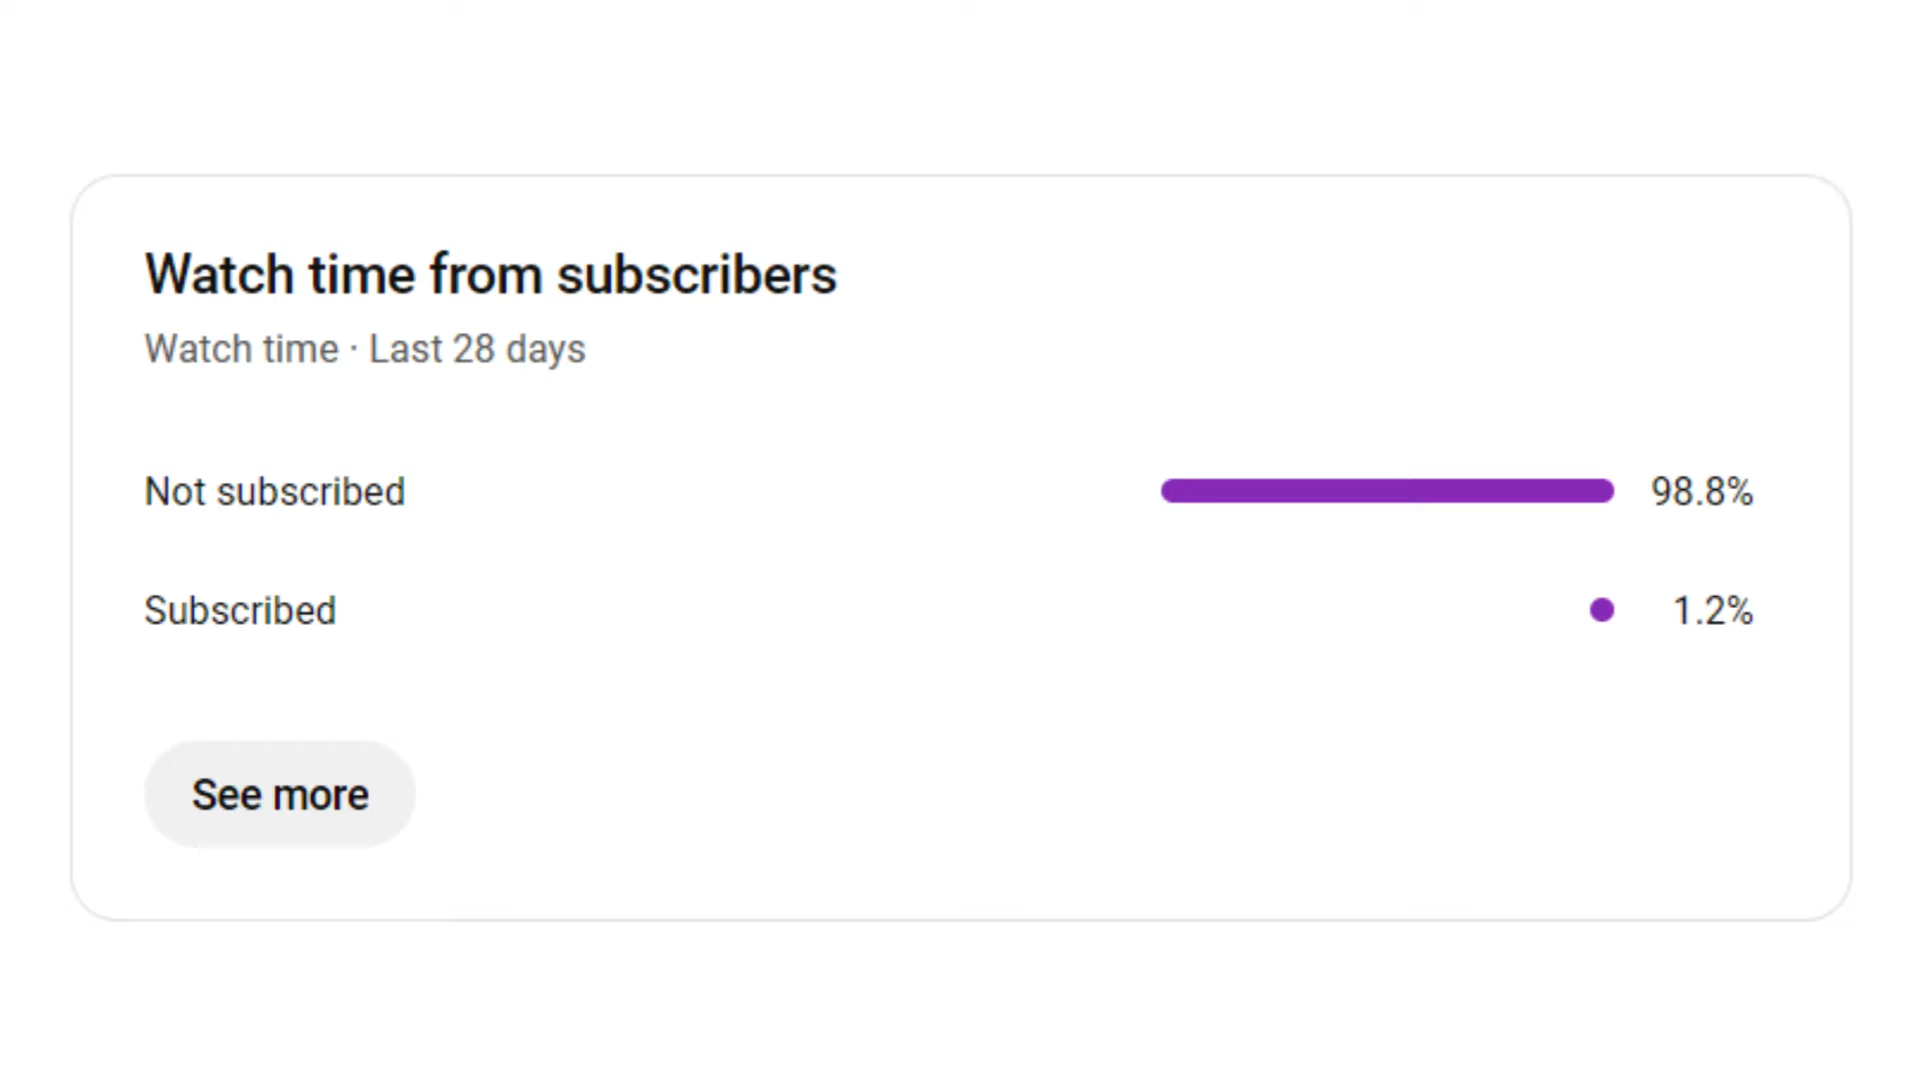 Watch time from subscribers
Watch time · Last 28 days
Not subscribed 98.8%
Subscribed 1.2%
See more